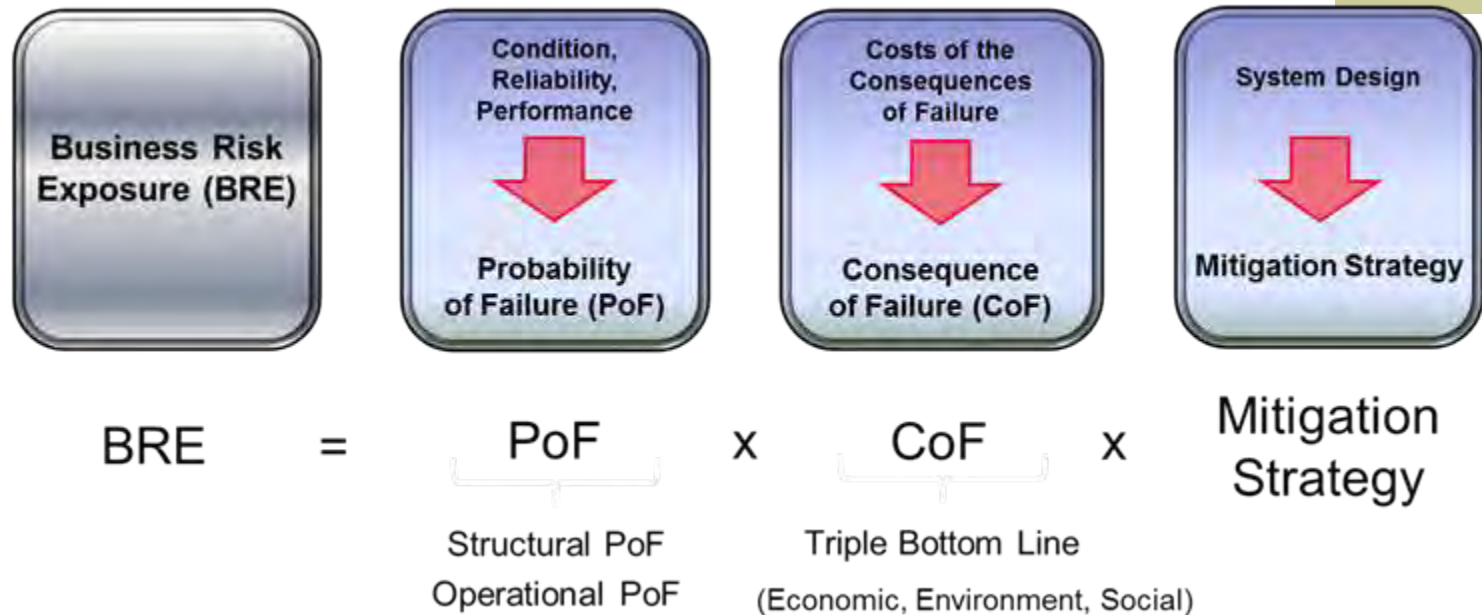 Business Risk
Exposure (BRE)
Condition,
Reliability,
Performance
Probability
of Failure (PoF)
Costs of the
Consequences
of Failure
Consequence
of Failure (CoF)
System Design
Mitigation Strategy
BRE = PoF x CoF x Mitigation
Strategy
Structural PoF
Operational PoF
Triple Bottom Line
(Economic, Environment, Social)